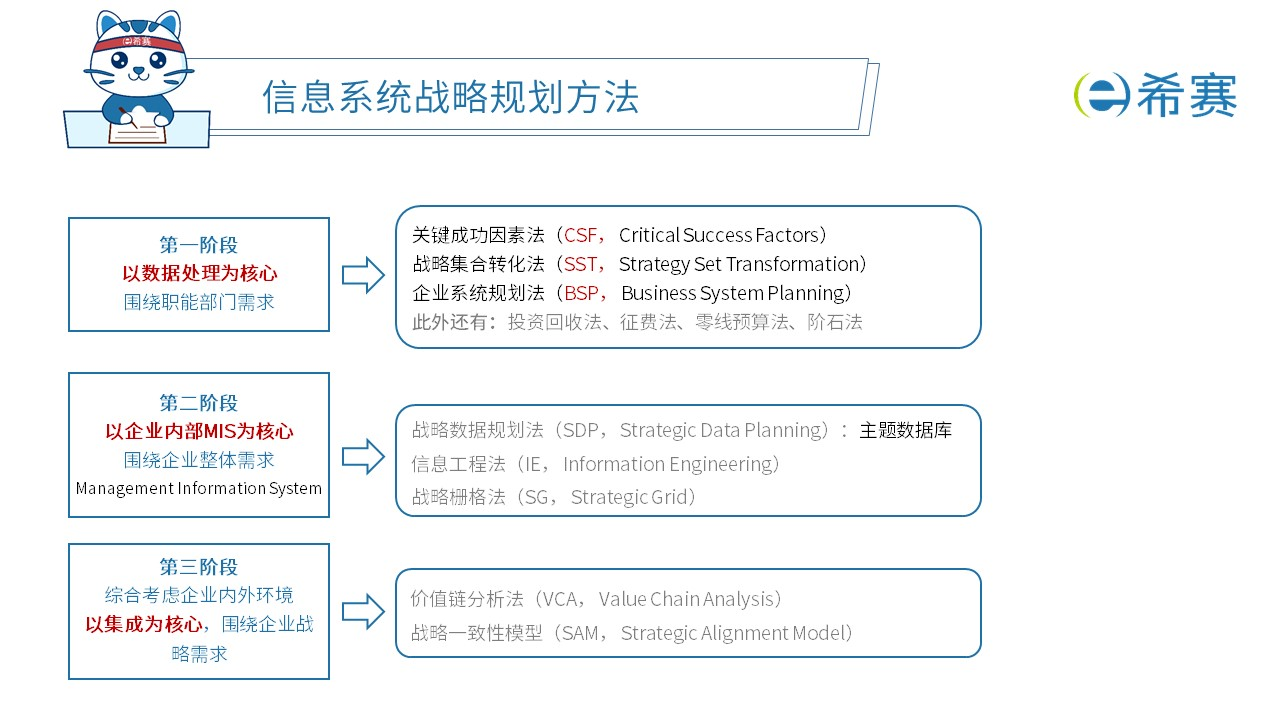 e希赛
信息系统战略规划方法
e希赛
第一阶段
以数据处理为核心
围绕职能部门需求
关键成功因素法（CSF， Critical Success Factors）
战略集合转化法（SST， Strategy Set Transformation）
企业系统规划法（BSP， Business System Planning）
此外还有：投资回收法、征费法、零线预算法、阶石法
第二阶段
以企业内部MIS为核心
围绕企业整体需求
Management Information System
战略数据规划法（SDP， Strategic Data Planning）：主题数据库
信息工程法（IE， Information Engineering）
战略栅格法（SG， Strategic Grid）
第三阶段
综合考虑企业内外环境
以集成为核心，围绕企业战
略需求
价值链分析法（VCA， Value Chain Analysis）
战略一致性模型（SAM， Strategic Alignment Model）